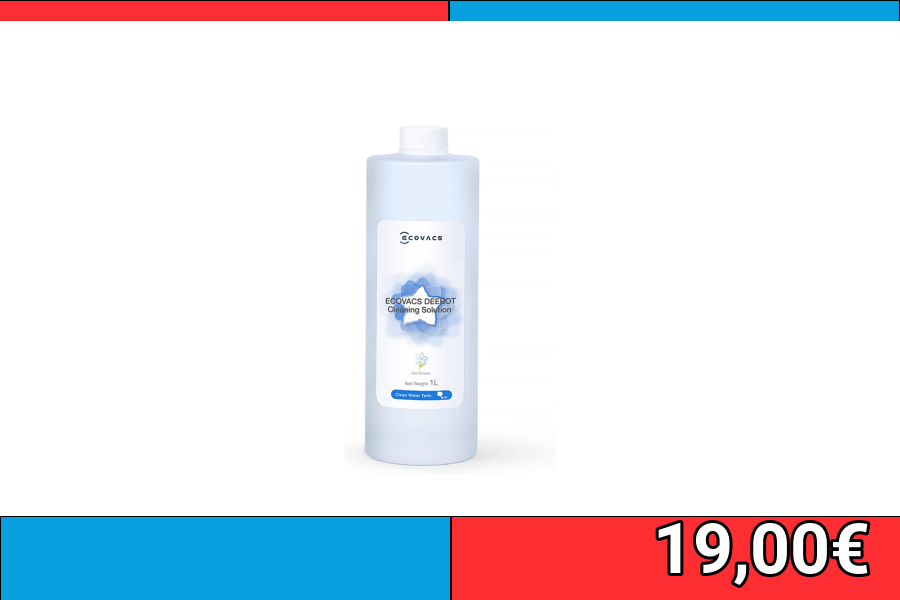 ECOVACS
ECOVACS DEEBOT
Cleaning Solution
Net Weight: 1L
Clean Water Tank:
19,00€